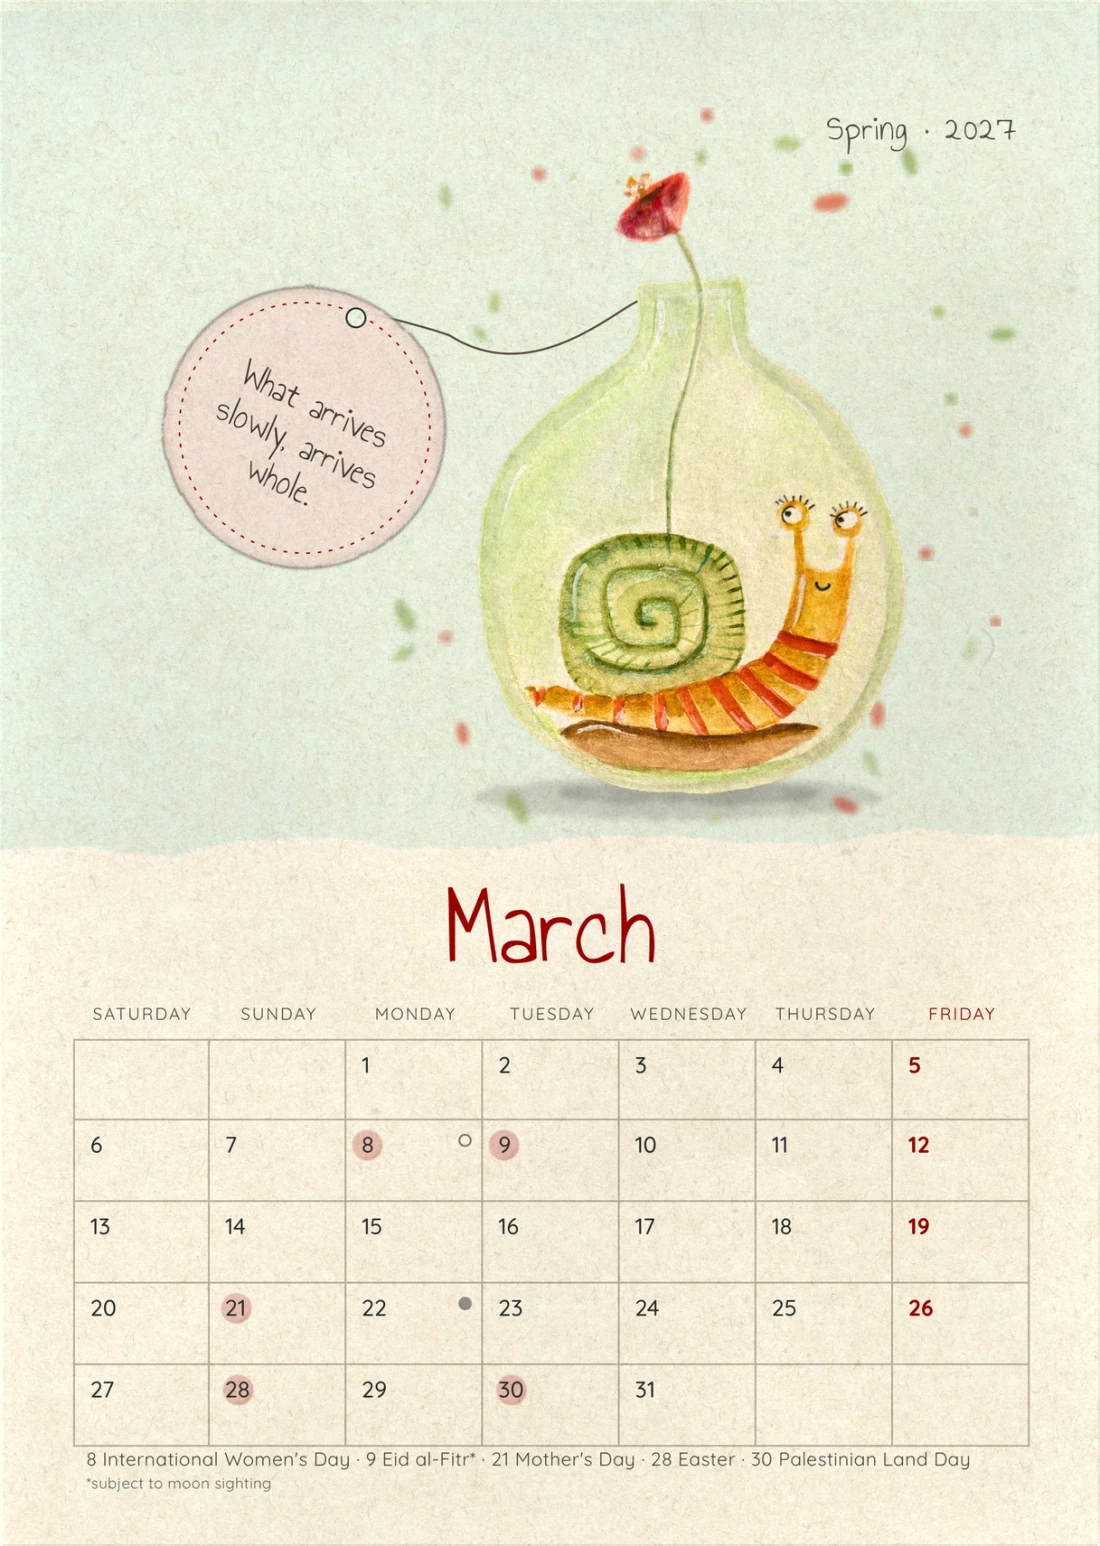 Spring · 2027
What arrives
slowly, arrives
whole.
March
SATURDAY SUNDAY MONDAY TUESDAY WEDNESDAY THURSDAY FRIDAY
1 2 3 4 5
6 7 8 9 10 11 12
13 14 15 16 17 18 19
20 21 22 23 24 25 26
27 28 29 30 31
8 International Women's Day · 9 Eid al-Fitr* · 21 Mother's Day · 28 Easter · 30 Palestinian Land Day
*subject to moon sighting